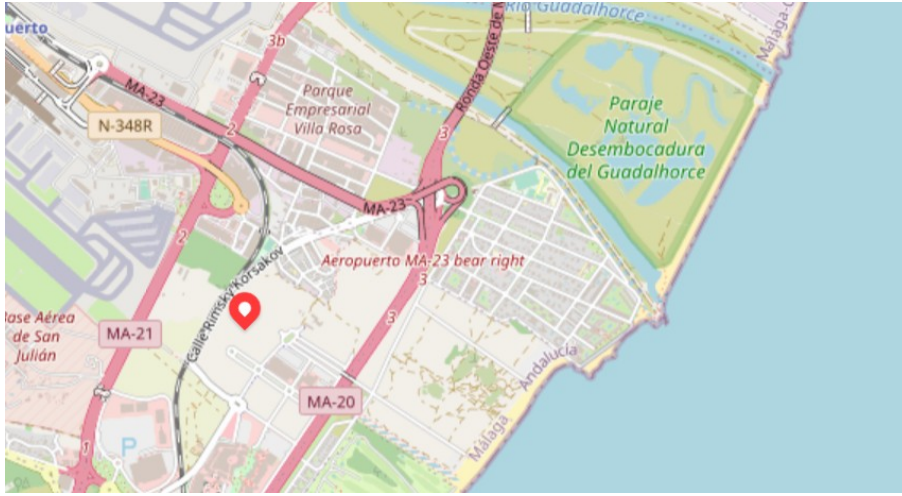 Río Guadalhorce
Málaga-
uerto
3b
Ronda Oeste de
MA-23
Parque
Empresarial
Villa Rosa
Paraje
Natural
Desembocadura
del Guadalhorce
N-348R
2
3
MA-23
2
Aeropuerto MA-23 bear right
3
Calle Rimsky Korsakov
3
Base Aérea
de San
Julián
MA-21
Andalucía
MA-20
Málaga
P
1